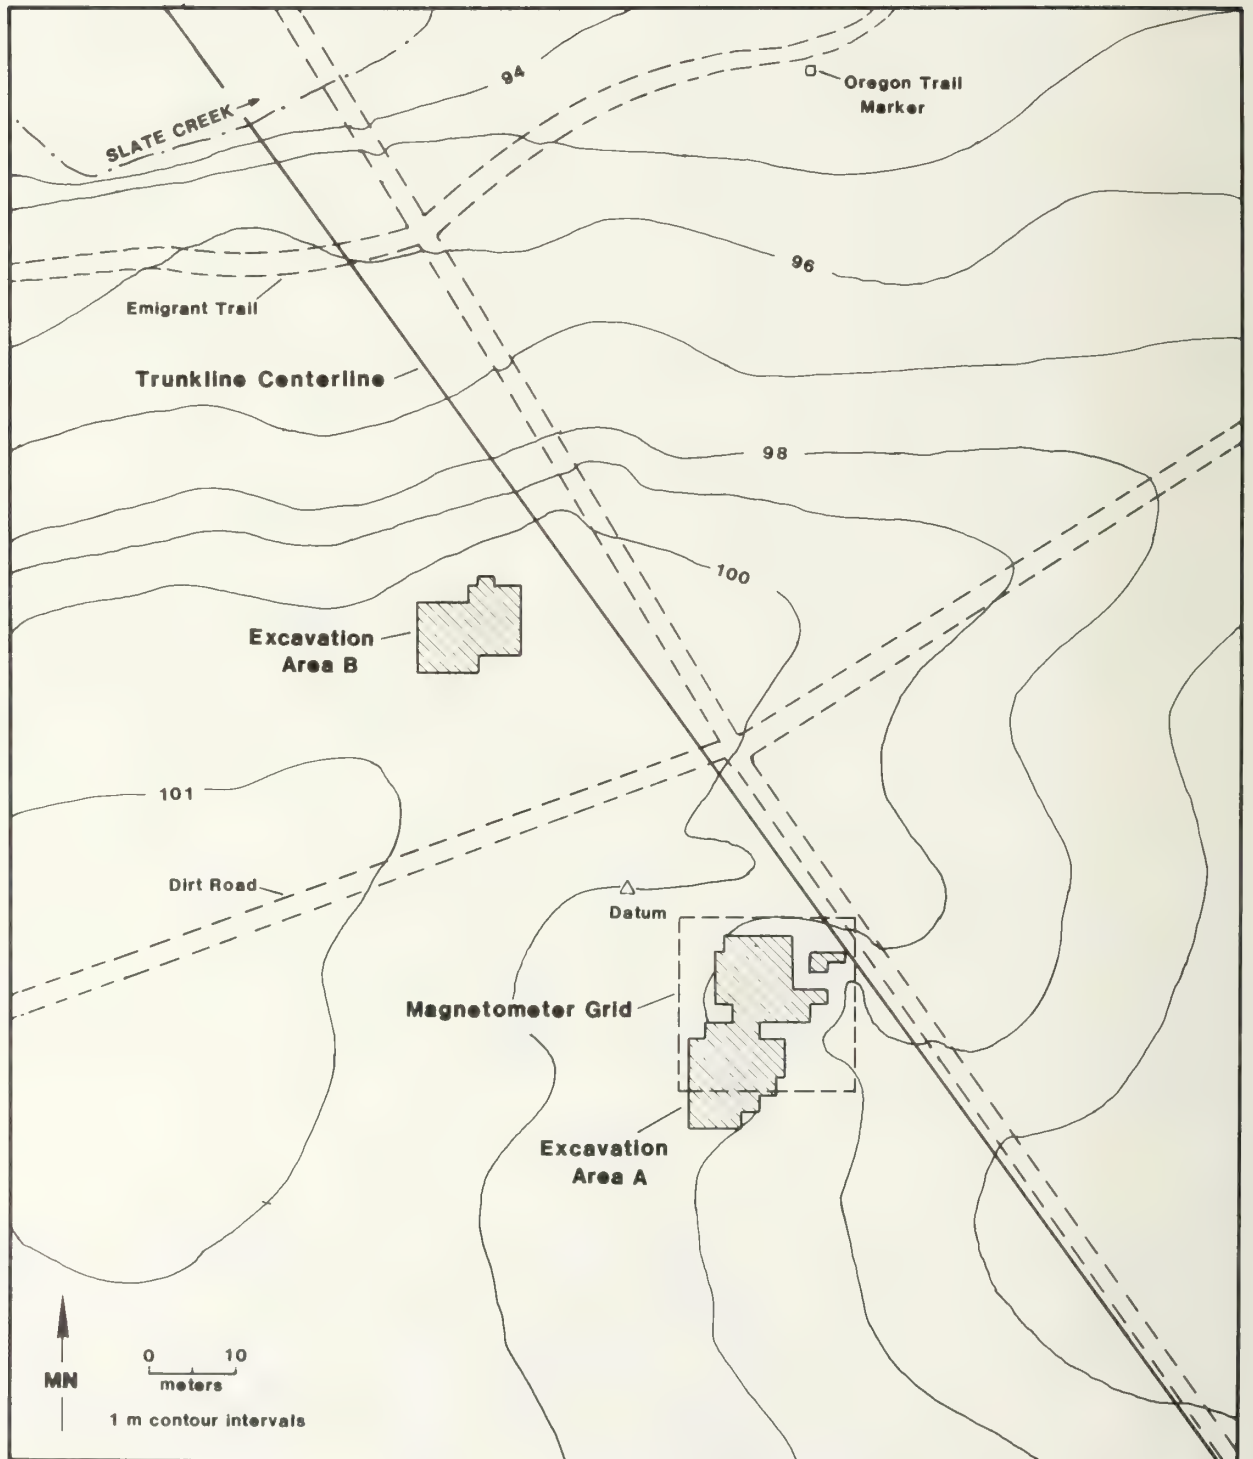 94
Oregon Trail
Marker
SLATE CREEK
96
Emigrant Trail
Trunkline Centerline
98
100
Excavation
Area B
101
Dirt Road
Datum
Magnetometer Grid
Excavation
Area A
0 10
meters
MN
1 m contour intervals